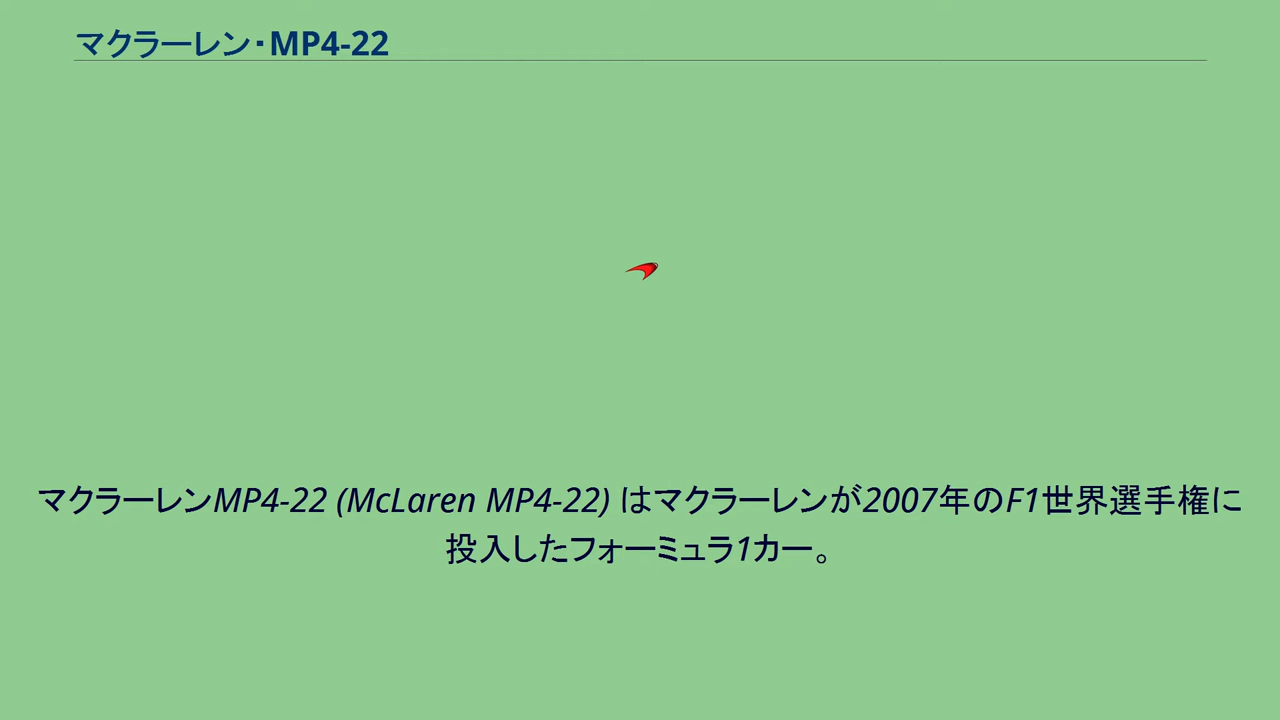 マクラーレン・MP4-22
マクラーレンMP4-22 (McLaren MP4-22) はマクラーレンが2007年のF1世界選手権に
投入したフォーミュラ1カー。